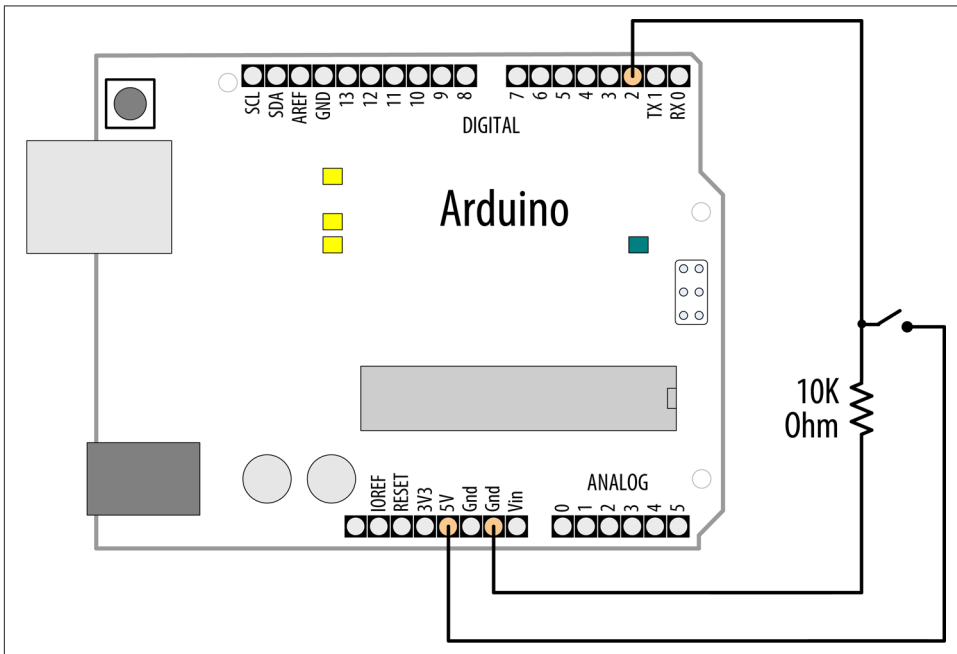 SCL
SDA
AREF
GND
13
12
11
10
9
8
7
6
5
4
3
2
TX 1
RX 0
DIGITAL
Arduino
10K
Ohm
ANALOG
IOREF
RESET
3V3
5V
Gnd
Gnd
Vin
0
1
2
3
4
5